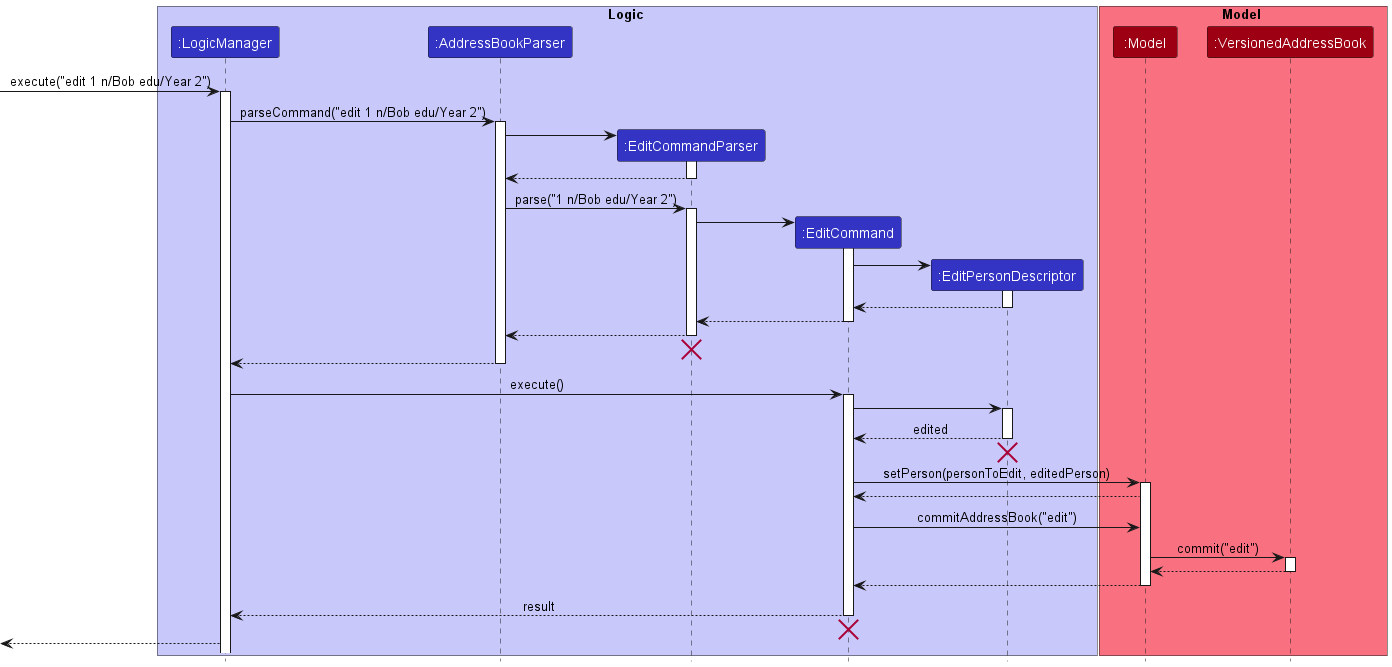 Logic
Model
:LogicManager
:AddressBookParser
:Model
:VersionedAddressBook
execute("edit 1 n/Bob edu/Year 2")
parseCommand("edit 1 n/Bob edu/Year 2")
:EditCommandParser
parse("1 n/Bob edu/Year 2")
:EditCommand
:EditPersonDescriptor
execute()
edited
setPerson(personToEdit, editedPerson)
commitAddressBook("edit")
commit("edit")
result